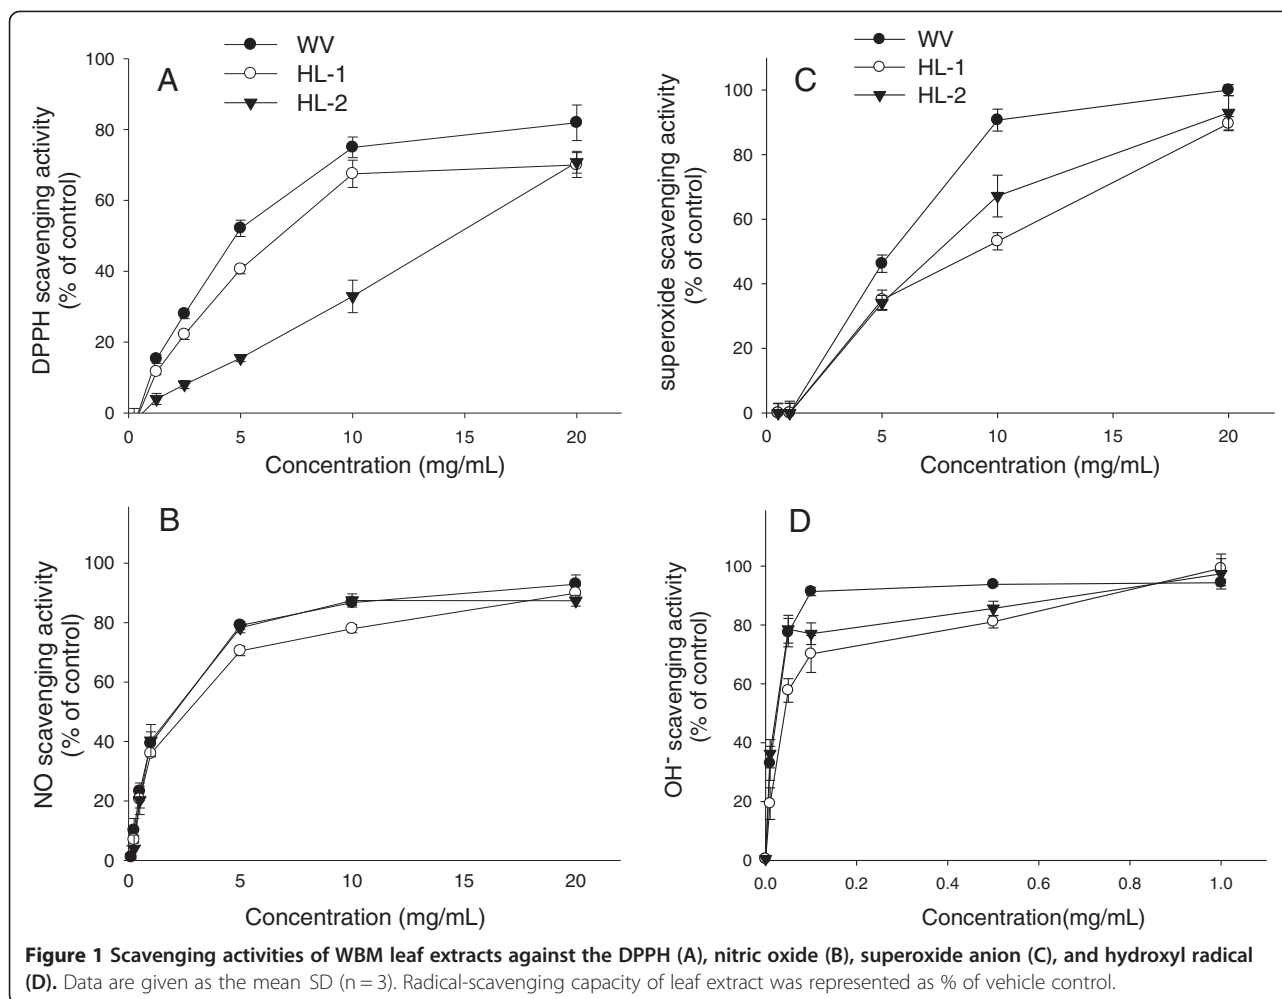 WV
HL-1
HL-2
A
DPPH scavenging activity
(% of control)
100
80
60
40
20
0
0 5 10 15 20
Concentration (mg/mL)
WV
HL-1
HL-2
C
superoxide scavenging activity
(% of control)
100
80
60
40
20
0
0 5 10 15 20
Concentration (mg/mL)
B
NO scavenging activity
(% of control)
100
80
60
40
20
0
0 5 10 15 20
Concentration (mg/mL)
D
OH⁻ scavenging activity
(% of control)
100
80
60
40
20
0
0.0 0.2 0.4 0.6 0.8 1.0
Concentration(mg/mL)
Figure 1 Scavenging activities of WBM leaf extracts against the DPPH (A), nitric oxide (B), superoxide anion (C), and hydroxyl radical
(D). Data are given as the mean SD (n = 3). Radical-scavenging capacity of leaf extract was represented as % of vehicle control.